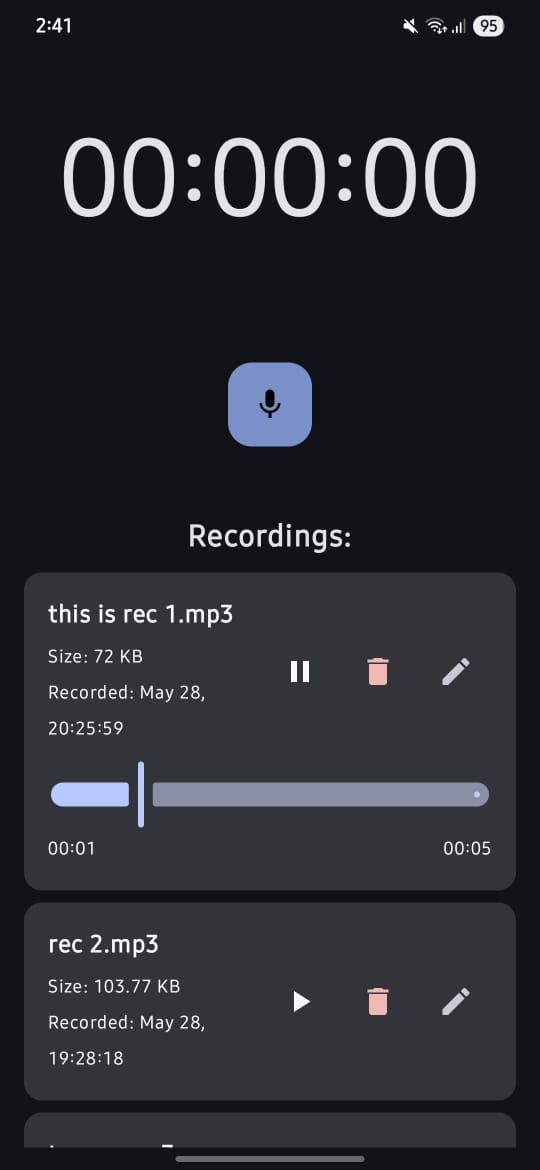 2:41
95
00:00:00
Recordings:
this is rec 1.mp3
Size: 72 KB
Recorded: May 28,
20:25:59
00:01
00:05
rec 2.mp3
Size: 103.77 KB
Recorded: May 28,
19:28:18